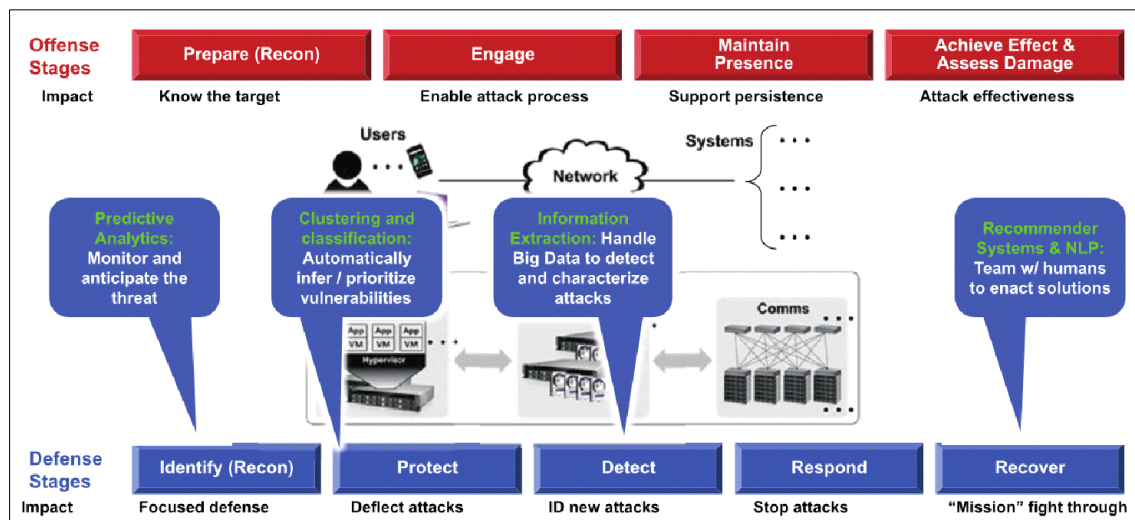 Offense
Stages
Prepare (Recon)
Engage
Maintain
Presence
Achieve Effect &
Assess Damage
Impact
Know the target
Enable attack process
Support persistence
Attack effectiveness
Users
Network
Systems
Predictive
Analytics:
Monitor and
anticipate the
threat
Clustering and
classification:
Automatically
infer / prioritize
vulnerabilities
Information
Extraction: Handle
Big Data to detect
and characterize
attacks
Recommender
Systems & NLP:
Team w/ humans
to enact solutions
App App App
VM VM VM
Hypervisor
Comms
Defense
Stages
Identify (Recon)
Protect
Detect
Respond
Recover
Impact
Focused defense
Deflect attacks
ID new attacks
Stop attacks
“Mission” fight through